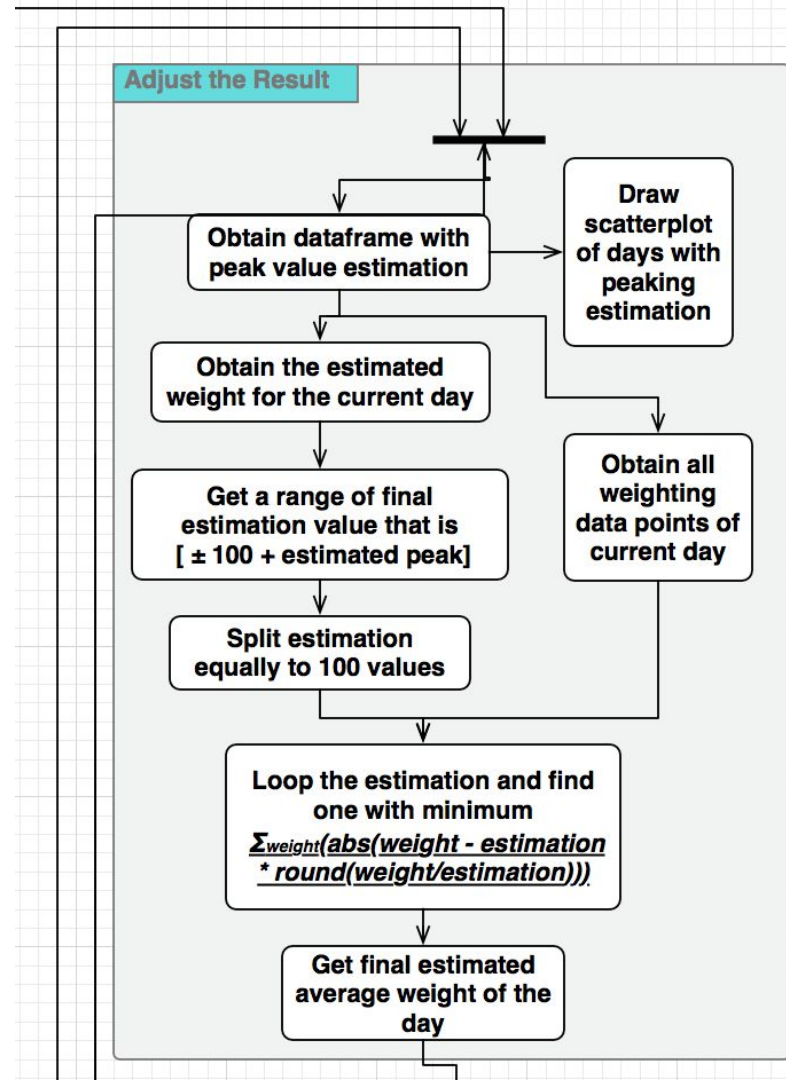 Adjust the Result
Draw
scatterplot
of days with
peaking
estimation
Obtain dataframe with
peak value estimation
Obtain the estimated
weight for the current day
Get a range of final
estimation value that is
[ ± 100 + estimated peak]
Obtain all
weighting
data points of
current day
Split estimation
equally to 100 values
Loop the estimation and find
one with minimum
Σweight(abs(weight - estimation
* round(weight/estimation)))
Get final estimated
average weight of the
day